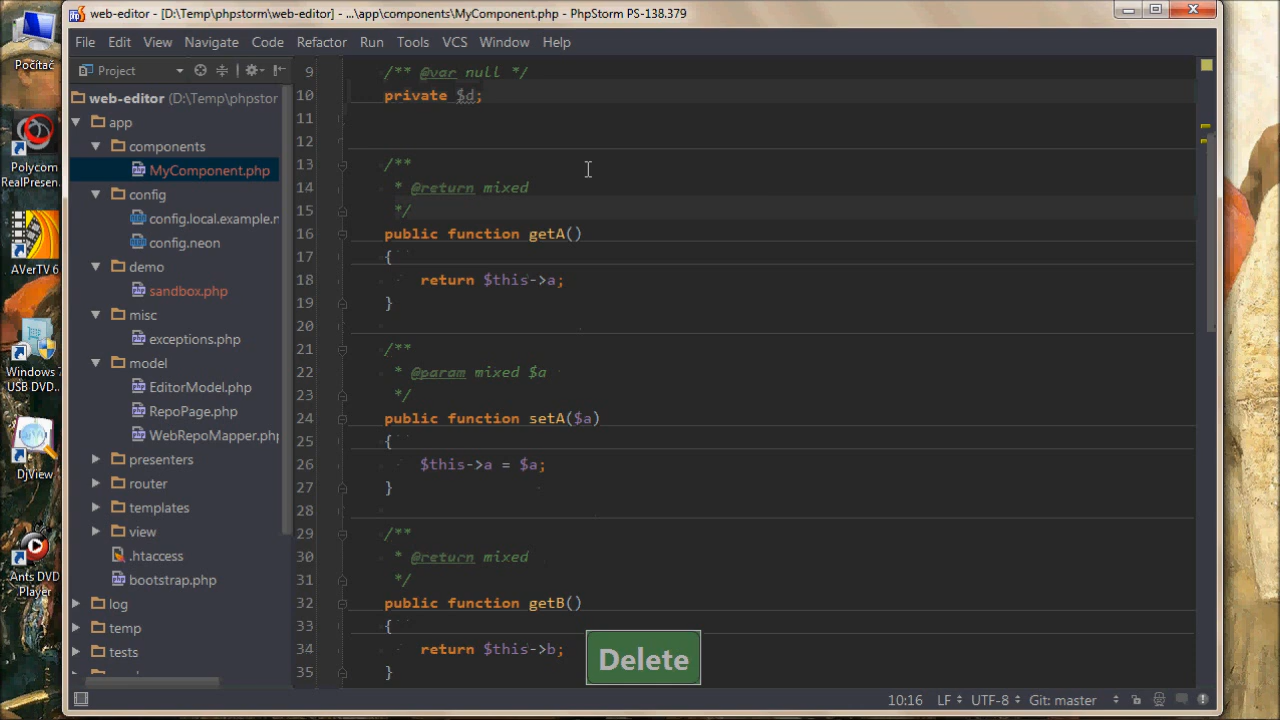 web-editor - [D:\Temp\phpstorm\web-editor] - ...\app\components\MyComponent.php - PhpStorm PS-138.379
File Edit View Navigate Code Refactor Run Tools VCS Window Help
Počítač
Polycom
RealPresen...
AVerTV 6
Windows 7
USB DVD...
DjVu
DjView
Ants DVD
Player
Project
web-editor (D:\Temp\phpstor
app
components
MyComponent.php
config
config.local.example.n
config.neon
demo
sandbox.php
misc
exceptions.php
model
EditorModel.php
RepoPage.php
WebRepoMapper.php
presenters
router
templates
view
.htaccess
bootstrap.php
log
temp
tests
9 /** @var null */
10 private $d;
11
12
13 /**
14 * @return mixed
15 */
16 public function getA()
17 {
18 return $this->a;
19 }
20
21 /**
22 * @param mixed $a
23 */
24 public function setA($a)
25 {
26 $this->a = $a;
27 }
28
29 /**
30 * @return mixed
31 */
32 public function getB()
33 {
34 return $this->b;
35 }
Delete
10:16 LF UTF-8 Git: master